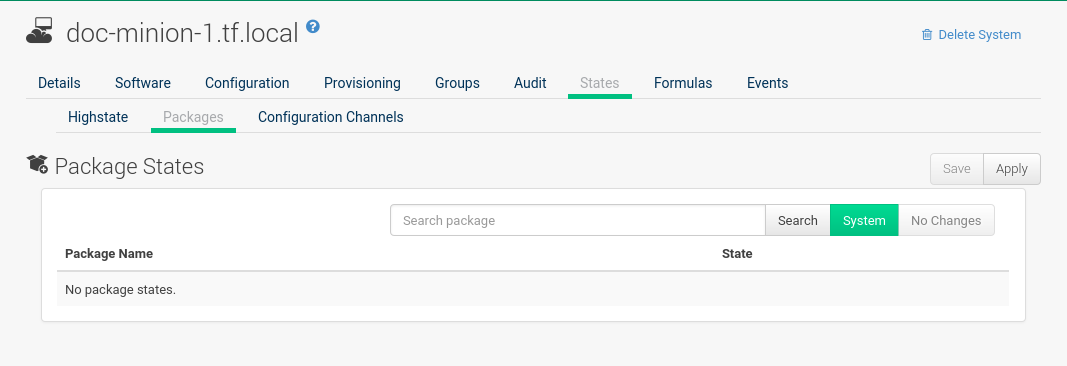 doc-minion-1.tf.local ?
Delete System
Details Software Configuration Provisioning Groups Audit States Formulas Events
Highstate Packages Configuration Channels
Package States
Save Apply
Search package Search System No Changes
Package Name State
No package states.